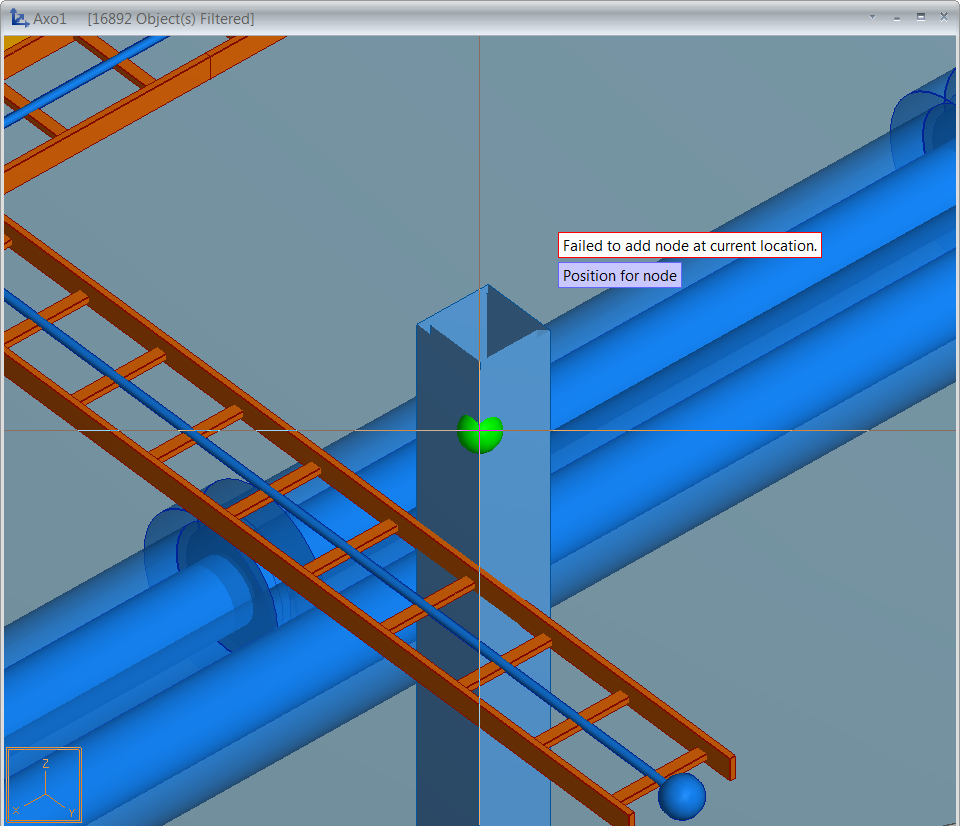 Axo1 [16892 Object(s) Filtered]
Failed to add node at current location.
Position for node
Z
X Y